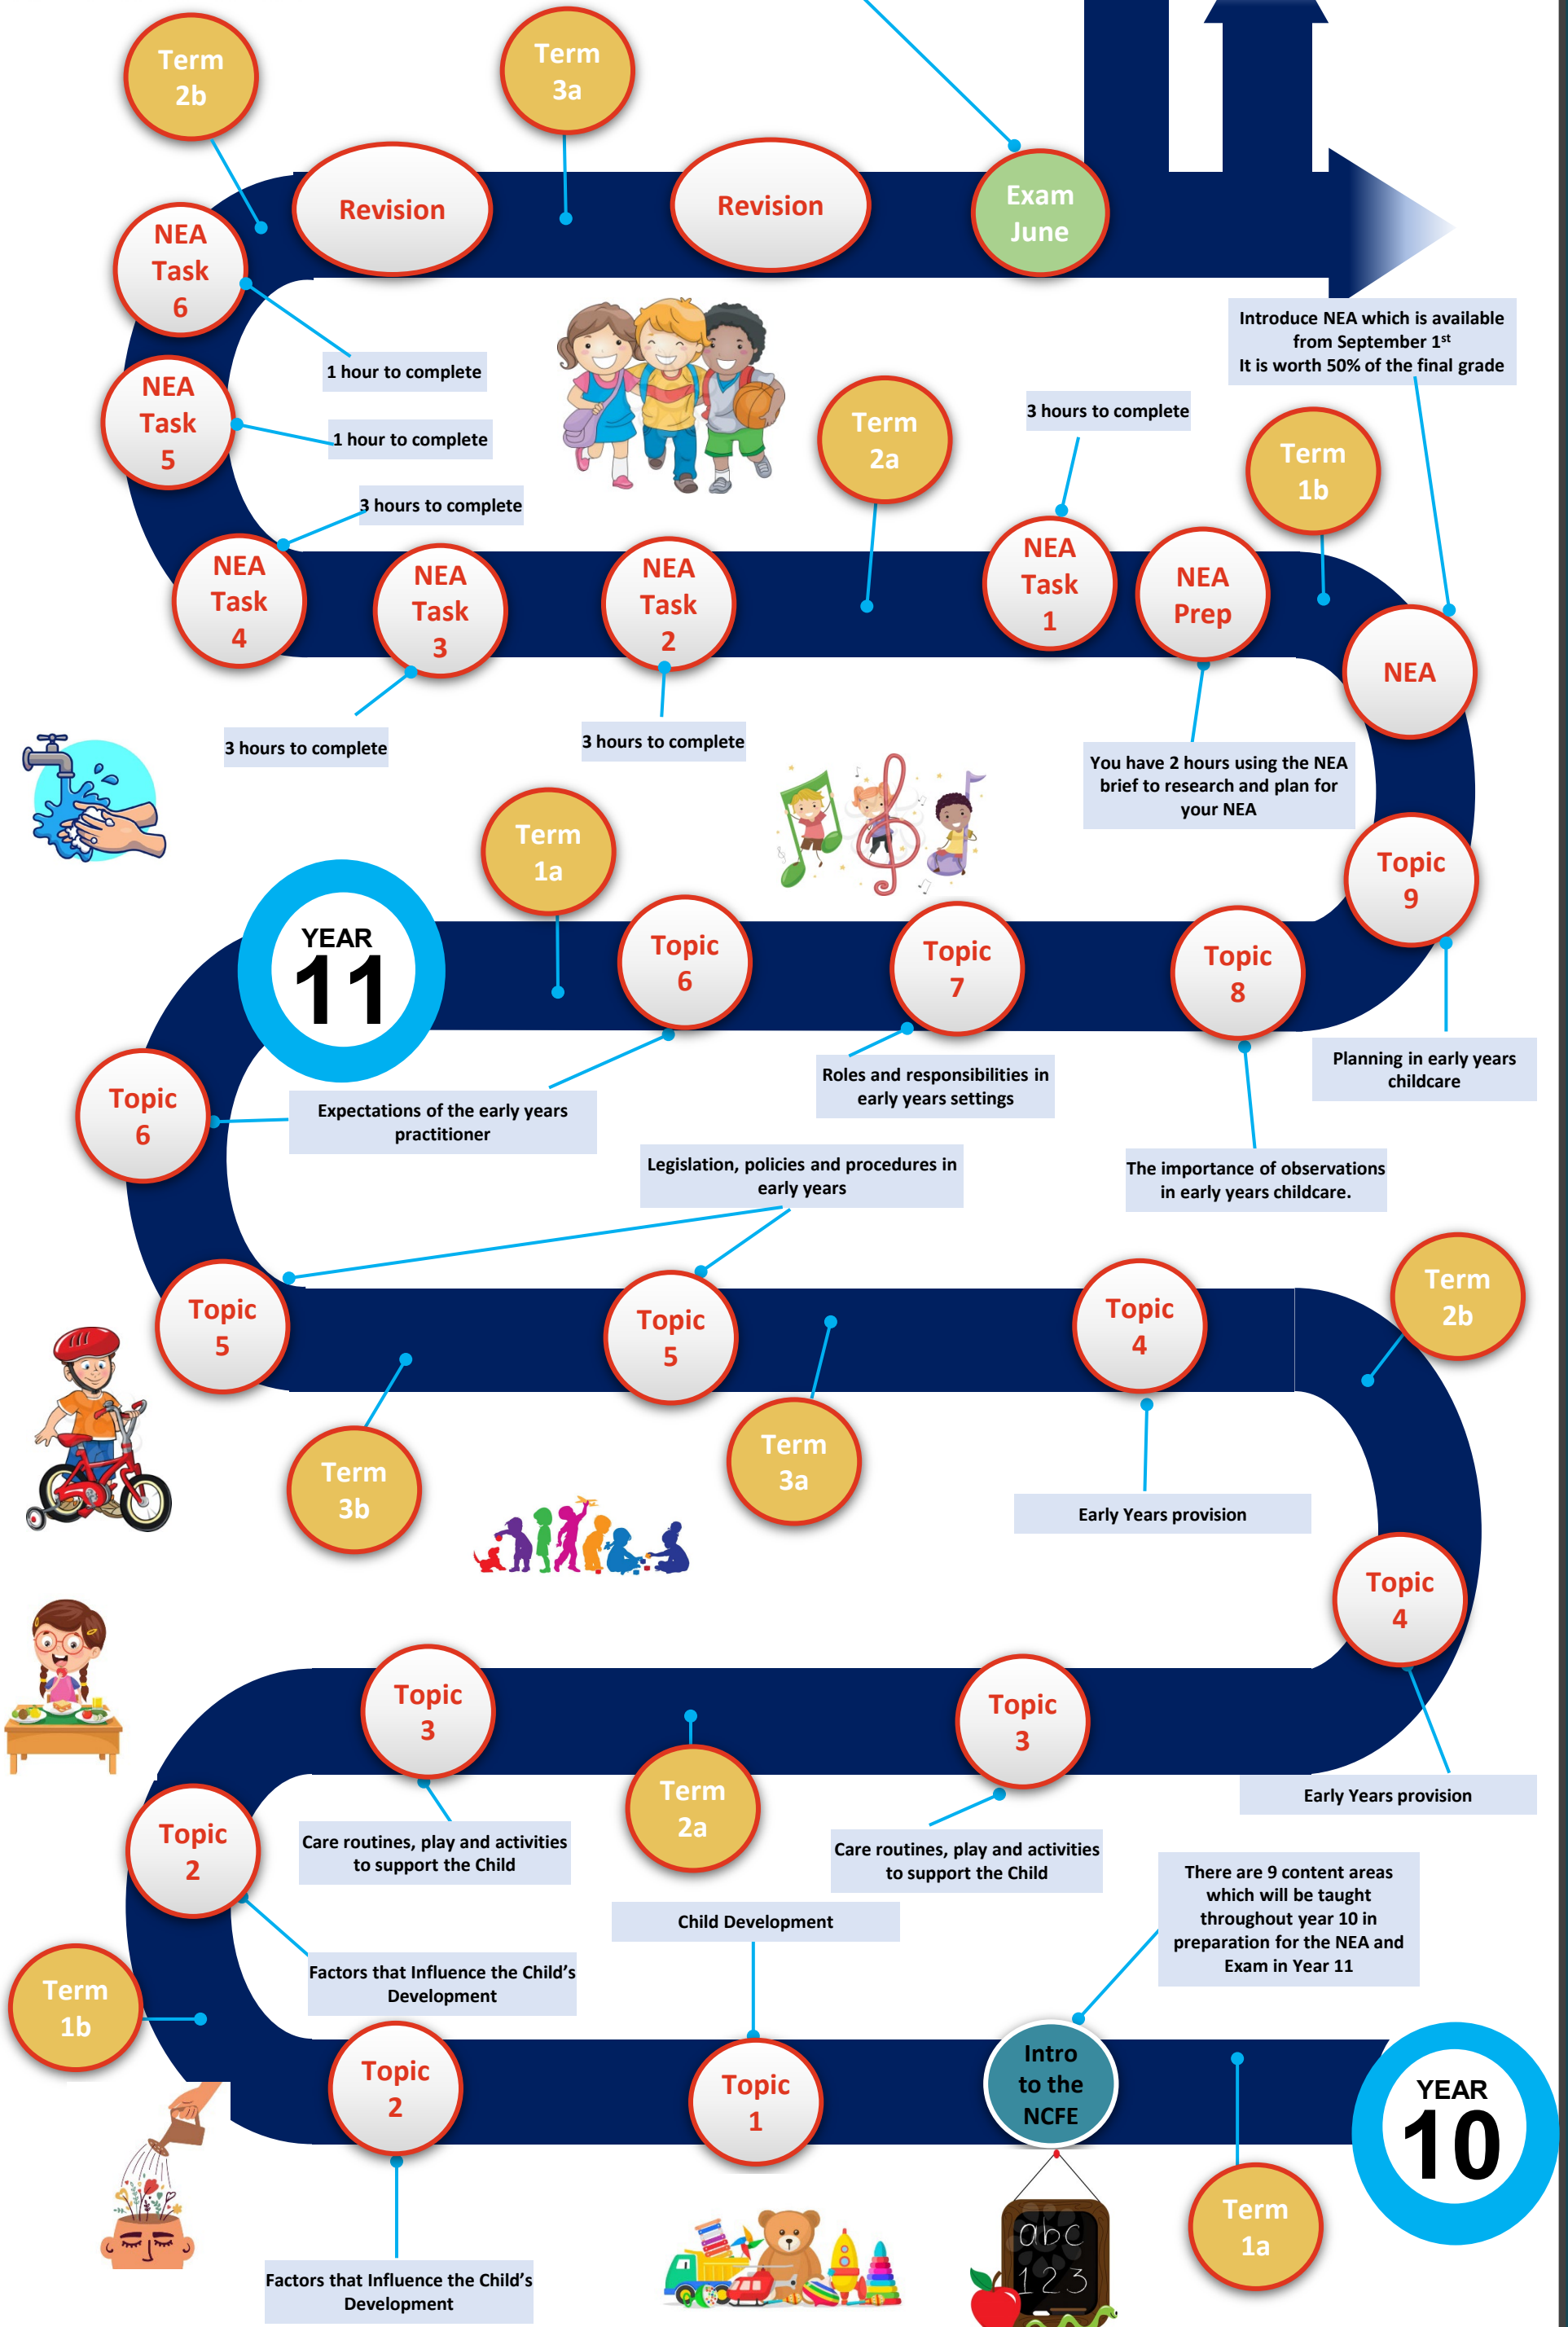 Term
2b
Term
3a
Revision
Revision
Exam
June
NEA
Task
6
1 hour to complete
Introduce NEA which is available
from September 1st
It is worth 50% of the final grade
NEA
Task
5
1 hour to complete
3 hours to complete
Term
2a
3 hours to complete
Term
1b
NEA
Task
4
NEA
Task
3
NEA
Task
2
NEA
Task
1
NEA
Prep
NEA
3 hours to complete
3 hours to complete
You have 2 hours using the NEA
brief to research and plan for
your NEA
Term
1a
Topic
9
YEAR
11
Topic
6
Topic
7
Topic
8
Planning in early years
childcare
Roles and responsibilities in
early years settings
Topic
6
Expectations of the early years
practitioner
Legislation, policies and procedures in
early years
The importance of observations
in early years childcare.
Topic
5
Topic
5
Topic
4
Term
2b
Term
3b
Term
3a
Early Years provision
Topic
4
Topic
3
Topic
3
Term
2a
Early Years provision
Topic
2
Care routines, play and activities
to support the Child
Care routines, play and activities
to support the Child
There are 9 content areas
which will be taught
throughout year 10 in
preparation for the NEA and
Exam in Year 11
Child Development
Factors that Influence the Child’s
Development
Term
1b
Topic
2
Topic
1
Intro
to the
NCFE
YEAR
10
Term
1a
abc
123
Factors that Influence the Child’s
Development